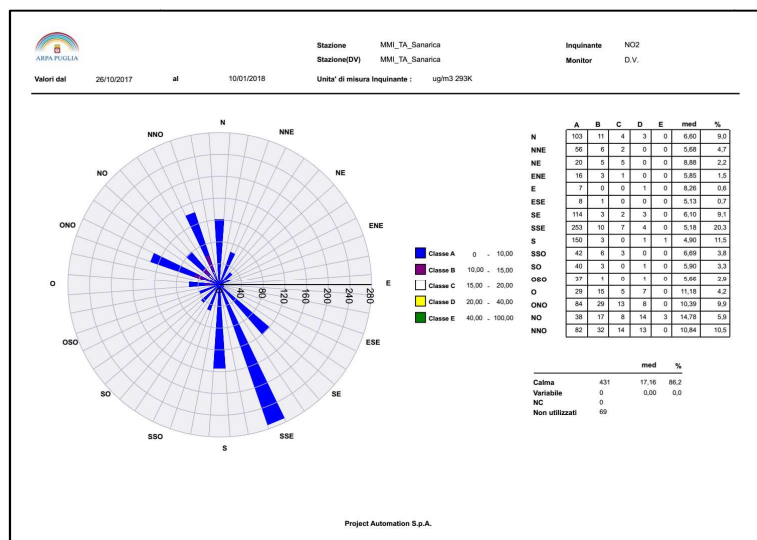 Stazione MMI_TA_Sanarica Inquinante NO2
ARPA PUGLIA Stazione(DV) MMI_TA_Sanarica Monitor D.V.
Valori dal 26/10/2017 al 10/01/2018 Unita' di misura Inquinante : ug/m3 293K
N
NNO NNE
NO NE
ONO ENE
O E
OSO ESE
SO SE
SSO SSE
S
40 80 120 160 200 240 280
Classe A 0 - 10,00
Classe B 10,00 - 15,00
Classe C 15,00 - 20,00
Classe D 20,00 - 40,00
Classe E 40,00 - 100,00
A B C D E med %
N 103 11 4 3 0 6,60 9,0
NNE 56 6 2 0 0 5,68 4,7
NE 20 5 5 0 0 8,88 2,2
ENE 16 3 1 0 0 5,85 1,5
E 7 0 0 1 0 8,26 0,6
ESE 8 1 0 0 0 5,13 0,7
SE 114 3 2 3 0 6,10 9,1
SSE 253 10 7 4 0 5,18 20,3
S 150 3 0 1 1 4,90 11,5
SSO 42 6 3 0 0 6,69 3,8
SO 40 3 0 1 0 5,90 3,3
OSO 37 1 0 1 0 5,66 2,9
O 29 15 5 7 0 11,18 4,2
ONO 84 29 13 8 0 10,39 9,9
NO 38 17 8 14 3 14,78 5,9
NNO 82 32 14 13 0 10,84 10,5
med %
Calma 431 17,16 86,2
Variabile 0 0,00 0,0
NC 0
Non utilizzati 69
Project Automation S.p.A.